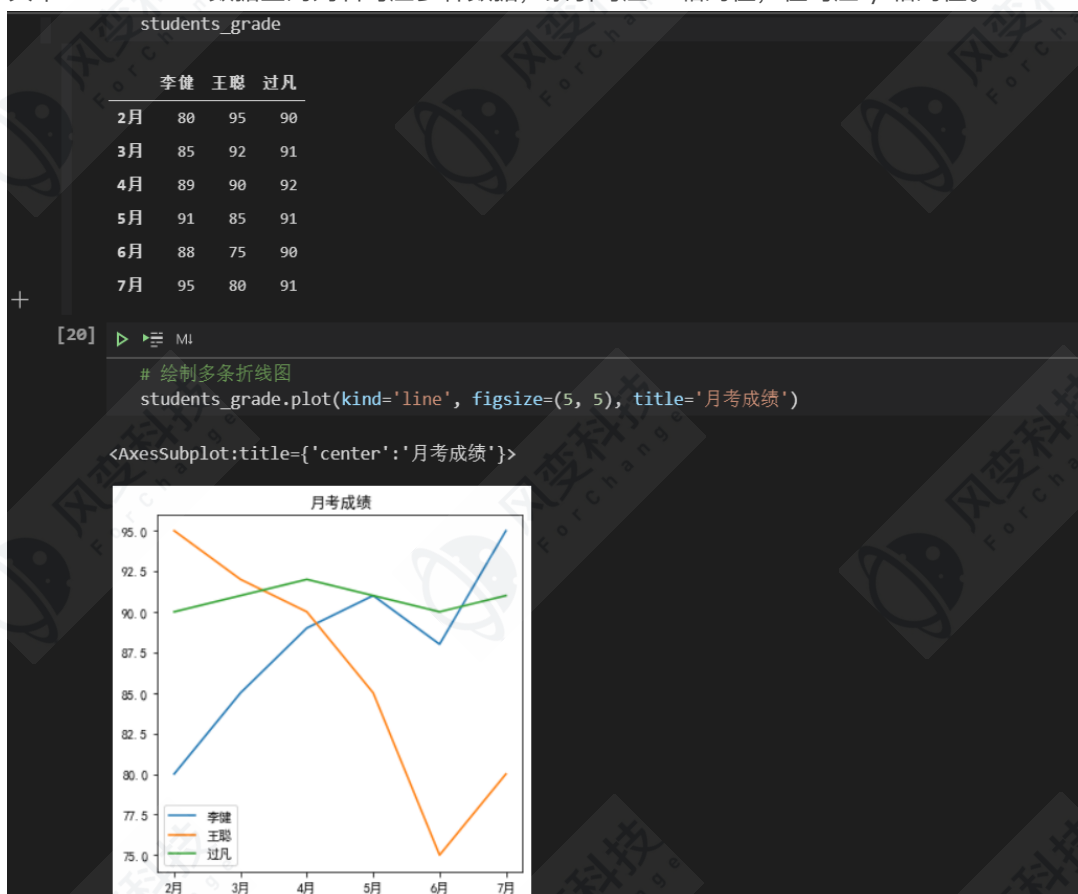 students_grade
李健 王聪 过凡
2月 80 95 90
3月 85 92 91
4月 89 90 92
5月 91 85 91
6月 88 75 90
7月 95 80 91
[20]
M↓
# 绘制多条折线图
students_grade.plot(kind='line', figsize=(5, 5), title='月考成绩')
<AxesSubplot:title={'center':'月考成绩'}>
月考成绩
95.0
92.5
90.0
87.5
85.0
82.5
80.0
77.5
75.0
李健
王聪
过凡
2月 3月 4月 5月 6月 7月
风变科技
ForChange